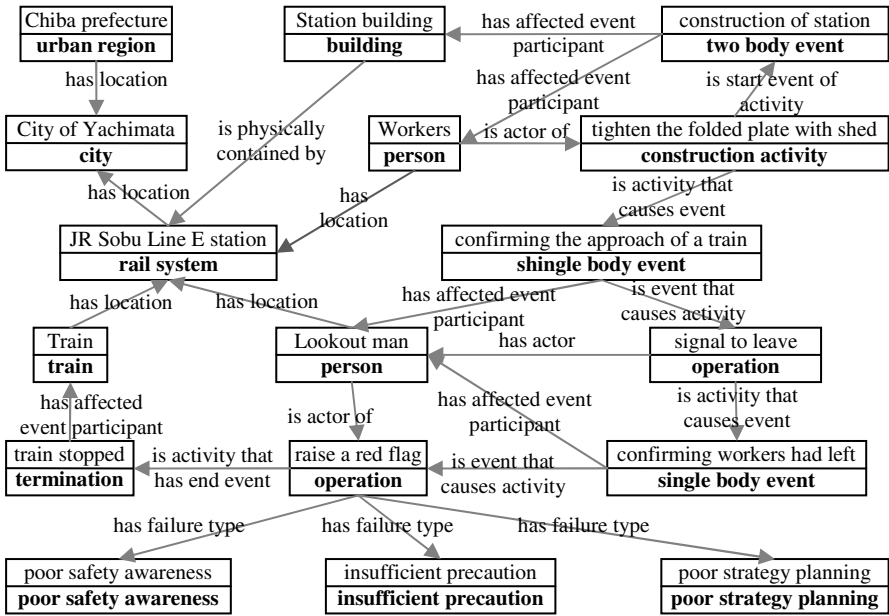 Chiba prefecture
urban region
Station building
building
has affected event
participant
construction of station
two body event
has location
has affected event
participant
is start event of
activity
City of Yachimata
city
is physically
contained by
Workers
person
is actor of
tighten the folded plate with shed
construction activity
has location
has
location
is activity that
causes event
JR Sobu Line E station
rail system
confirming the approach of a train
shingle body event
has location
has location
has affected event
participant
is event that
causes activity
Train
train
Lookout man
person
has actor
signal to leave
operation
has affected
event participant
is actor of
has affected event
participant
is activity that
causes event
train stopped
termination
is activity that
has end event
raise a red flag
operation
is event that
causes activity
confirming workers had left
single body event
has failure type
has failure type
has failure type
poor safety awareness
poor safety awareness
insufficient precaution
insufficient precaution
poor strategy planning
poor strategy planning